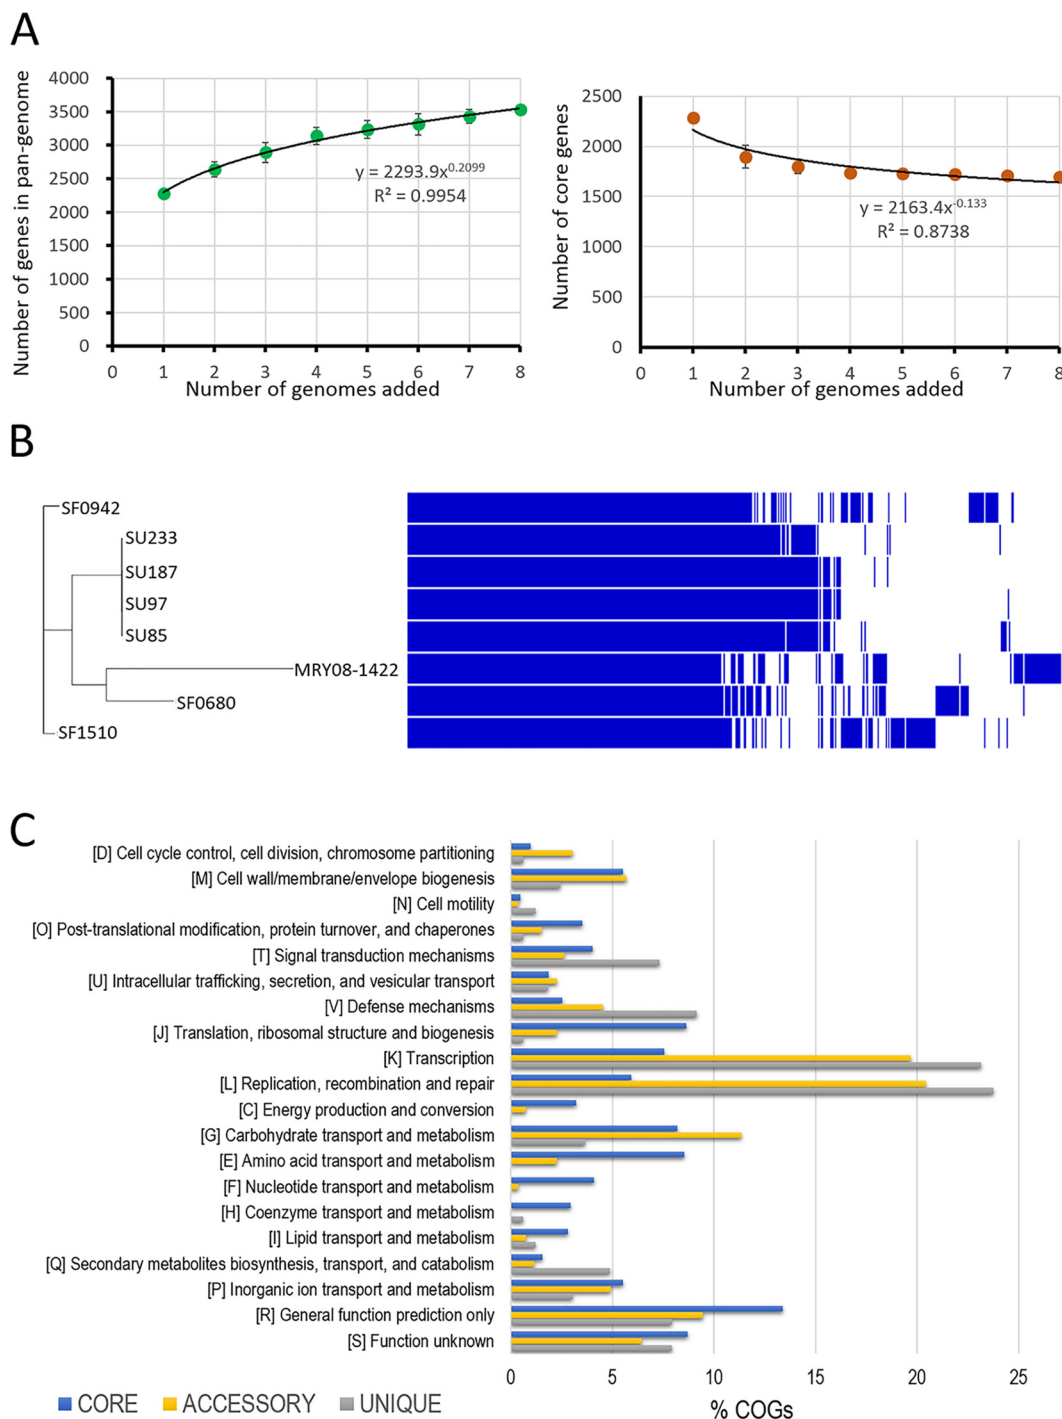 A
Number of genes in pan-genome
4000
3500
3000
2500
2000
1500
1000
500
0
y = 2293.9x^0.2099
R² = 0.9954
0 1 2 3 4 5 6 7 8
Number of genomes added
Number of core genes
2500
2000
1500
1000
500
0
y = 2163.4x^-0.133
R² = 0.8738
0 1 2 3 4 5 6 7 8
Number of genomes added
B
SF0942
SU233
SU187
SU97
SU85
MRY08-1422
SF0680
SF1510
C
[D] Cell cycle control, cell division, chromosome partitioning
[M] Cell wall/membrane/envelope biogenesis
[N] Cell motility
[O] Post-translational modification, protein turnover, and chaperones
[T] Signal transduction mechanisms
[U] Intracellular trafficking, secretion, and vesicular transport
[V] Defense mechanisms
[J] Translation, ribosomal structure and biogenesis
[K] Transcription
[L] Replication, recombination and repair
[C] Energy production and conversion
[G] Carbohydrate transport and metabolism
[E] Amino acid transport and metabolism
[F] Nucleotide transport and metabolism
[H] Coenzyme transport and metabolism
[I] Lipid transport and metabolism
[Q] Secondary metabolites biosynthesis, transport, and catabolism
[P] Inorganic ion transport and metabolism
[R] General function prediction only
[S] Function unknown
0 5 10 15 20 25
% COGs
CORE ACCESSORY UNIQUE